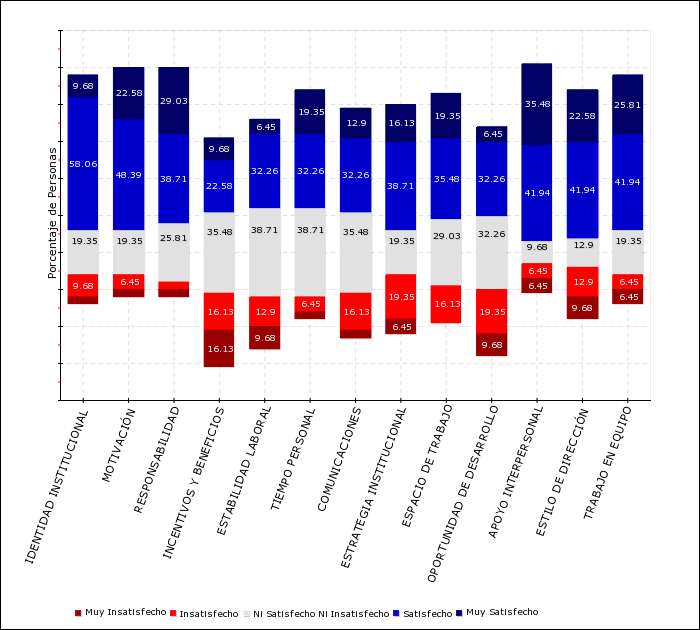 Porcentaje de Personas
9.68 22.58 29.03 9.68 6.45 19.35 12.9 16.13 19.35 6.45 35.48 22.58 25.81
58.06 48.39 38.71 22.58 32.26 32.26 32.26 38.71 35.48 32.26 41.94 41.94 41.94
19.35 19.35 25.81 35.48 38.71 38.71 35.48 19.35 29.03 32.26 9.68 12.9 19.35
9.68 6.45 16.13 12.9 6.45 16.13 19.35 16.13 19.35 6.45 12.9 6.45
16.13 9.68 6.45 9.68 6.45 9.68 6.45
IDENTIDAD INSTITUCIONAL
MOTIVACIÓN
RESPONSABILIDAD
INCENTIVOS Y BENEFICIOS
ESTABILIDAD LABORAL
TIEMPO PERSONAL
COMUNICACIONES
ESTRATEGIA INSTITUCIONAL
ESPACIO DE TRABAJO
OPORTUNIDAD DE DESARROLLO
APOYO INTERPERSONAL
ESTILO DE DIRECCIÓN
TRABAJO EN EQUIPO
Muy Insatisfecho Insatisfecho Ni Satisfecho Ni Insatisfecho Satisfecho Muy Satisfecho